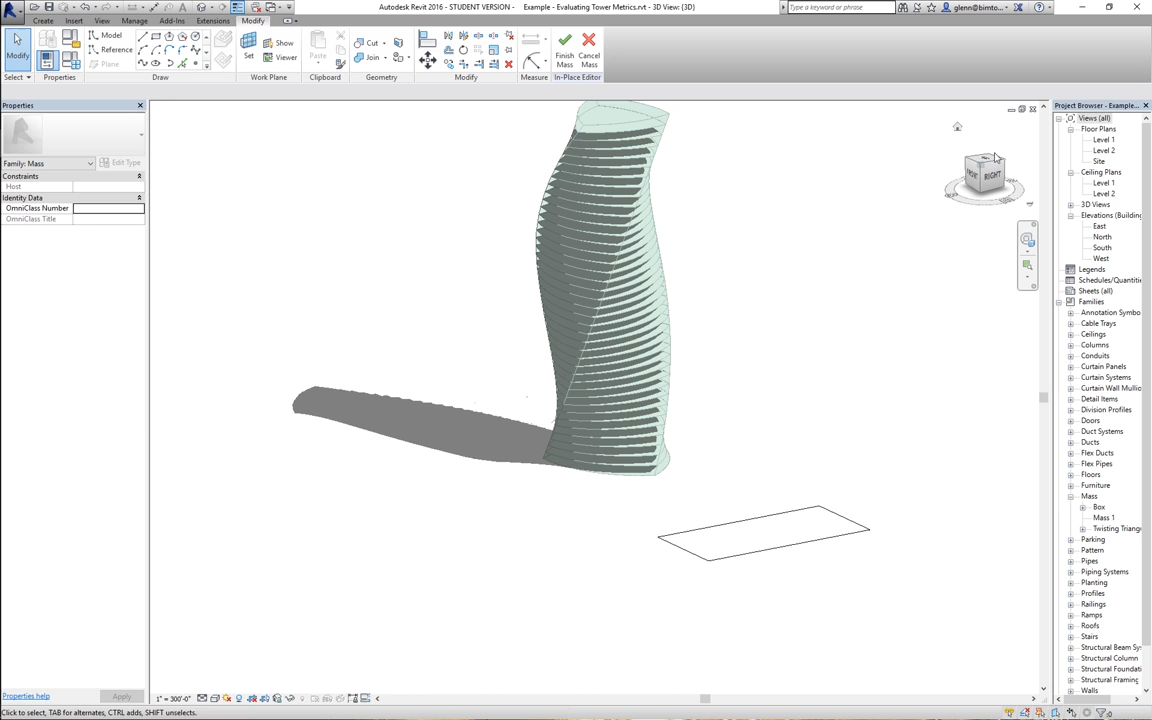 Autodesk Revit 2016 - STUDENT VERSION - Example - Evaluating Tower Metrics.rvt - 3D View: {3D}
Type a keyword or phrase
glenn@bimto...
Create Insert View Manage Add-Ins Extensions Modify
Modify
Model
Reference
Plane
Set
Show
Viewer
Paste
Cut
Join
Finish Mass
Cancel Mass
Select Properties Draw Work Plane Clipboard Geometry Modify Measure In-Place Editor
Properties
Family: Mass
Edit Type
Constraints
Host
Identity Data
OmniClass Number
OmniClass Title
Properties help
Apply
FRONT
RIGHT
Project Browser - Example...
Views (all)
Floor Plans
Level 1
Level 2
Site
Ceiling Plans
Level 1
Level 2
3D Views
Elevations (Building
East
North
South
West
Legends
Schedules/Quantitie
Sheets (all)
Families
Annotation Symbo
Cable Trays
Ceilings
Columns
Conduits
Curtain Panels
Curtain Systems
Curtain Wall Mullio
Detail Items
Division Profiles
Doors
Duct Systems
Ducts
Flex Ducts
Flex Pipes
Floors
Furniture
Mass
Box
Mass 1
Twisting Triang
Parking
Pattern
Pipes
Piping Systems
Planting
Profiles
Railings
Ramps
Roofs
Stairs
Structural Beam Sy
Structural Column
Structural Foundat
Structural Framing
Walls
1" = 300'-0"
Click to select, TAB for alternates, CTRL adds, SHIFT unselects.
:0